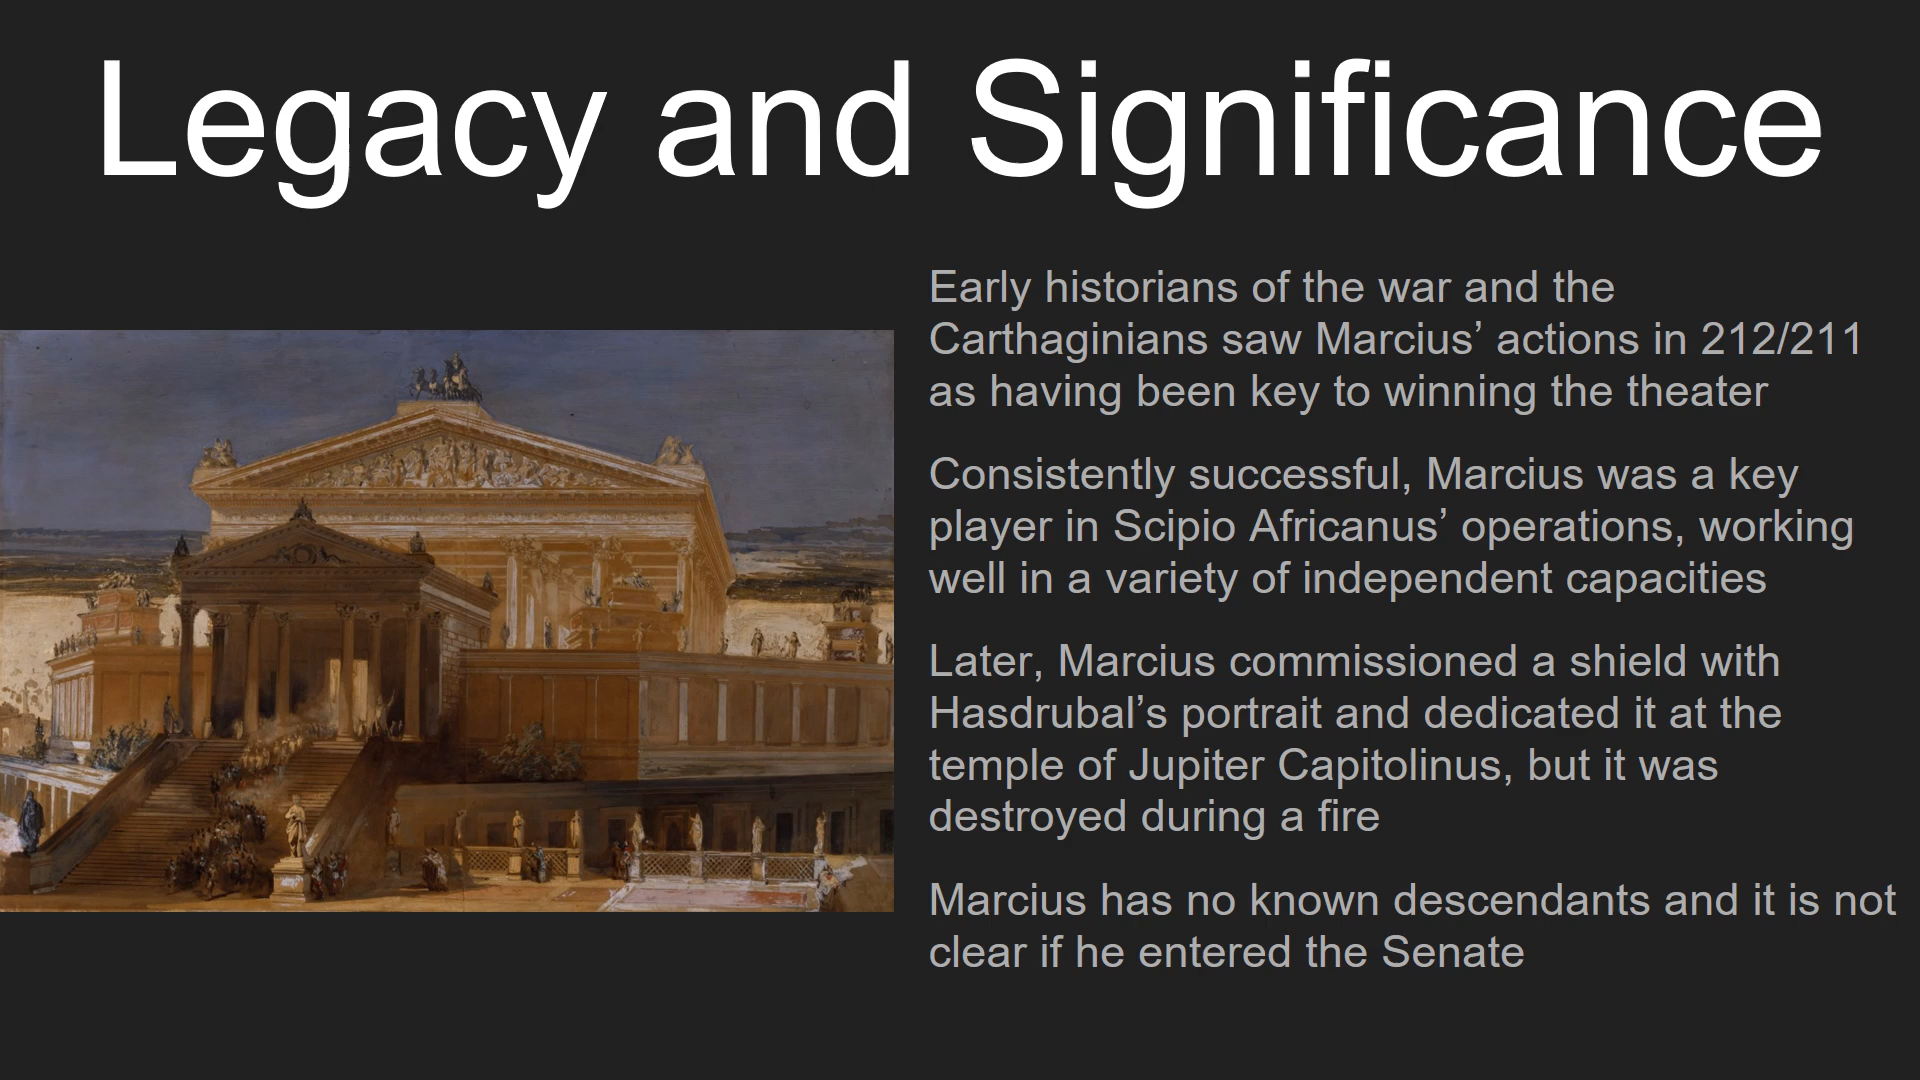 Legacy and Significance
Early historians of the war and the
Carthaginians saw Marcius’ actions in 212/211
as having been key to winning the theater
Consistently successful, Marcius was a key
player in Scipio Africanus’ operations, working
well in a variety of independent capacities
Later, Marcius commissioned a shield with
Hasdrubal’s portrait and dedicated it at the
temple of Jupiter Capitolinus, but it was
destroyed during a fire
Marcius has no known descendants and it is not
clear if he entered the Senate